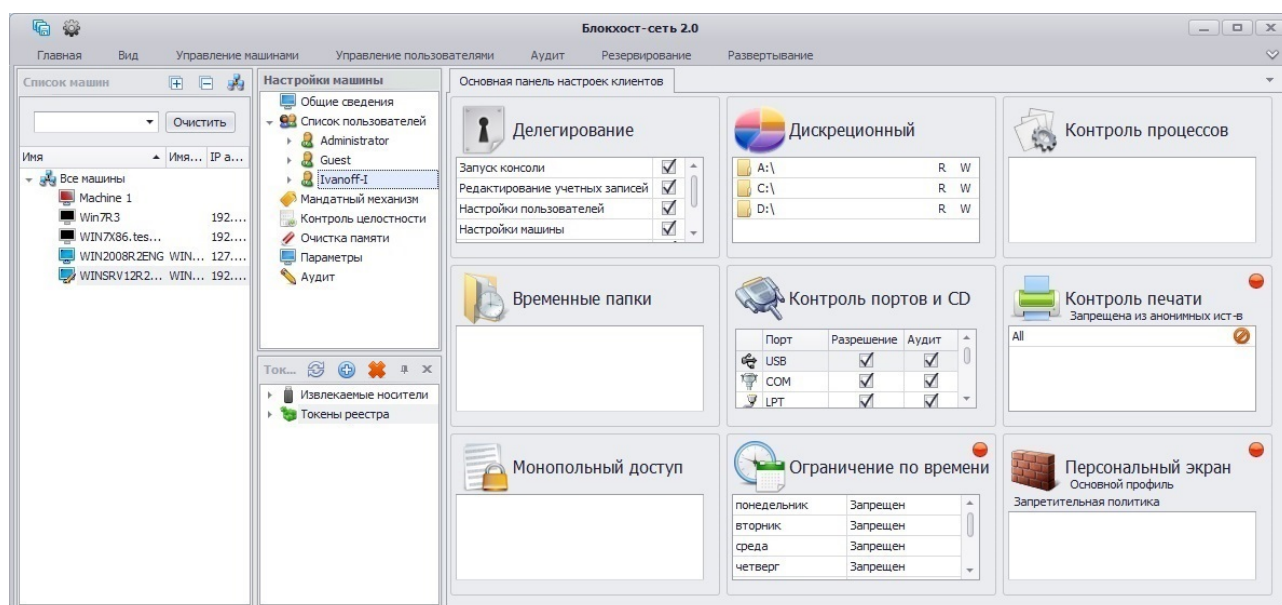 Блокхост-сеть 2.0
Главная Вид Управление машинами Управление пользователями Аудит Резервирование Развертывание
Список машин
Очистить
Имя Имя... IP а...
Все машины
Machine 1
Win7R3 192....
WIN7X86.tes... 192....
WIN2008R2ENG WIN... 127....
WINSRV12R2... WIN... 192....
Настройки машины
Общие сведения
Список пользователей
Administrator
Guest
Ivanoff-I
Мандатный механизм
Контроль целостности
Очистка памяти
Параметры
Аудит
Ток...
Извлекаемые носители
Токены реестра
Основная панель настроек клиентов
Делегирование
Запуск консоли
Редактирование учетных записей
Настройки пользователя
Настройки машины
Дискреционный
A:\ R W
C:\ R W
D:\ R W
Контроль процессов
Временные папки
Контроль портов и CD
Порт Разрешение Аудит
USB
COM
LPT
Контроль печати
Запрещена из анонимных ист-в
All
Монопольный доступ
Ограничение по времени
понедельник Запрещен
вторник Запрещен
среда Запрещен
четверг Запрещен
Персональный экран
Основной профиль
Запретительная политика